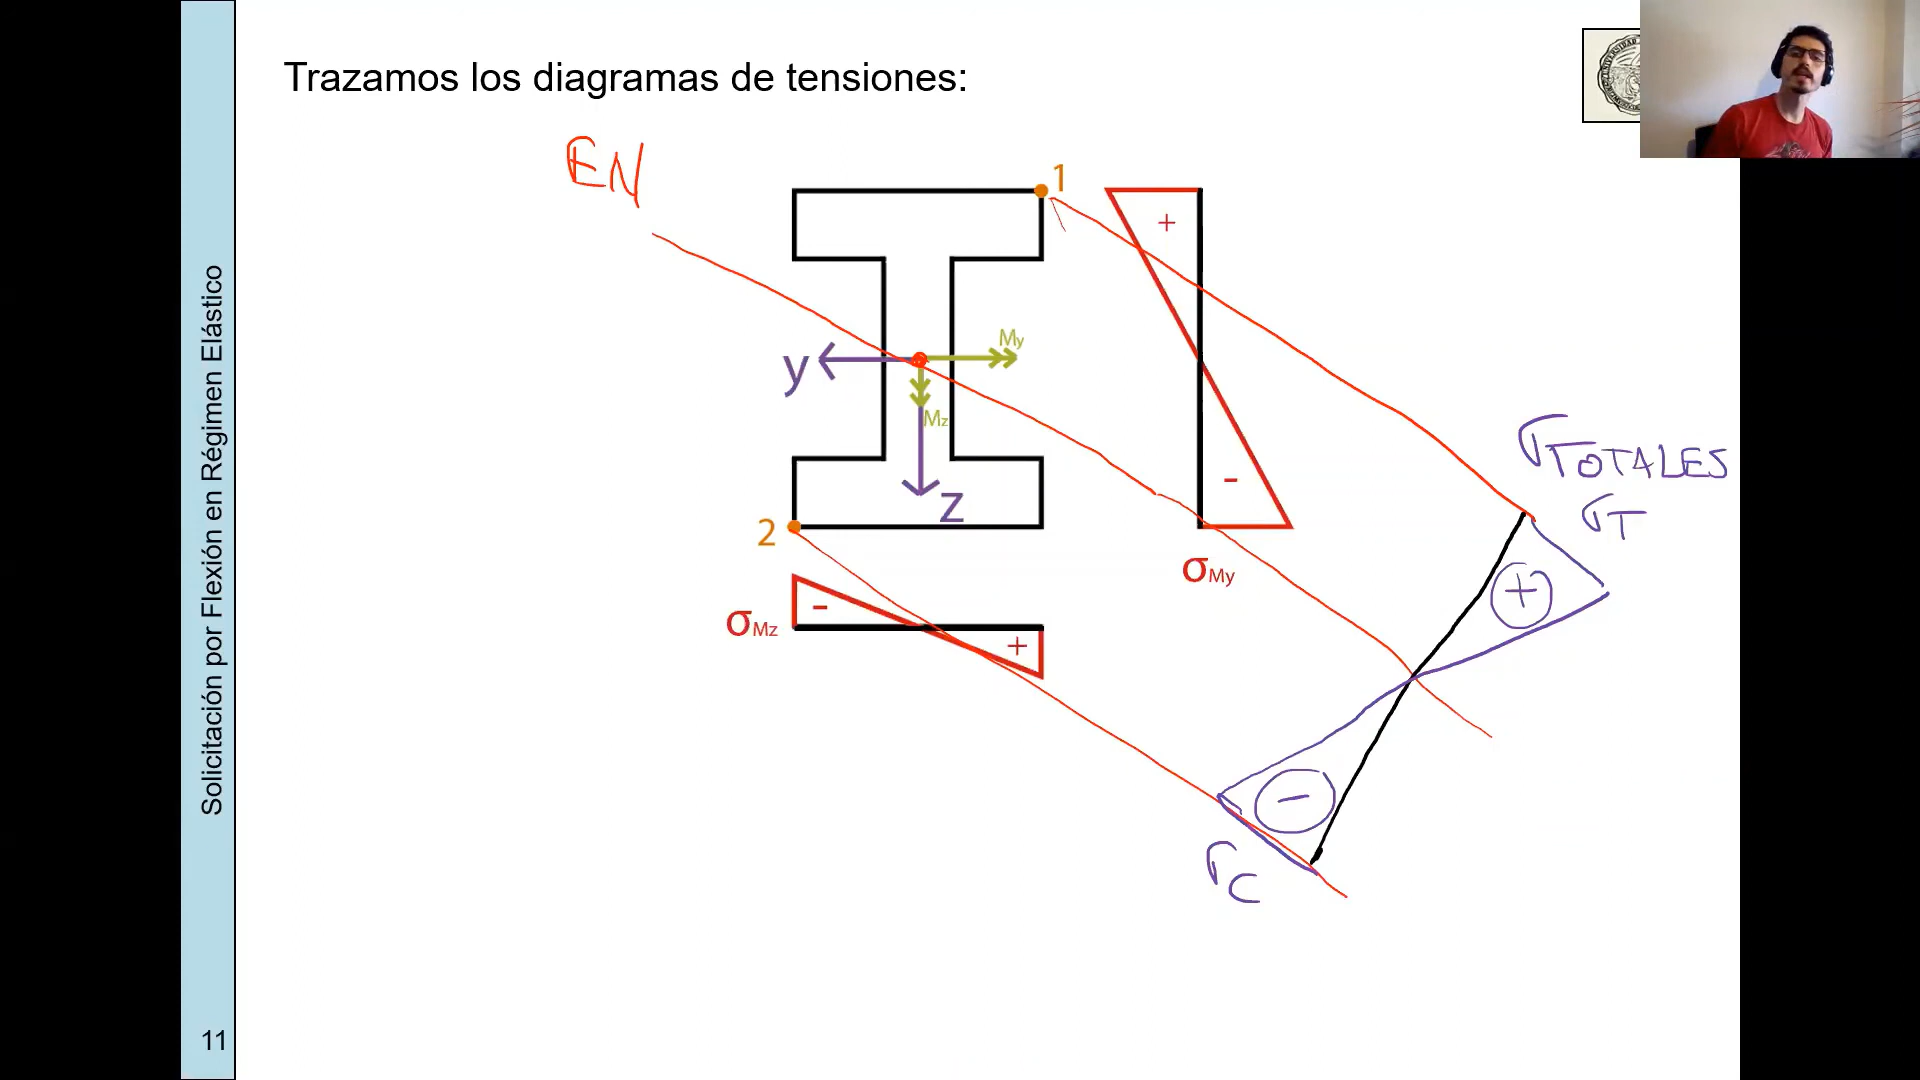 Trazamos los diagramas de tensiones:
EN
1
+
My
y
Mz
-
z
2
σMy
σTOTALES
σT
+
-
σMz
+
-
σC
Solicitación por Flexión en Régimen Elástico
11